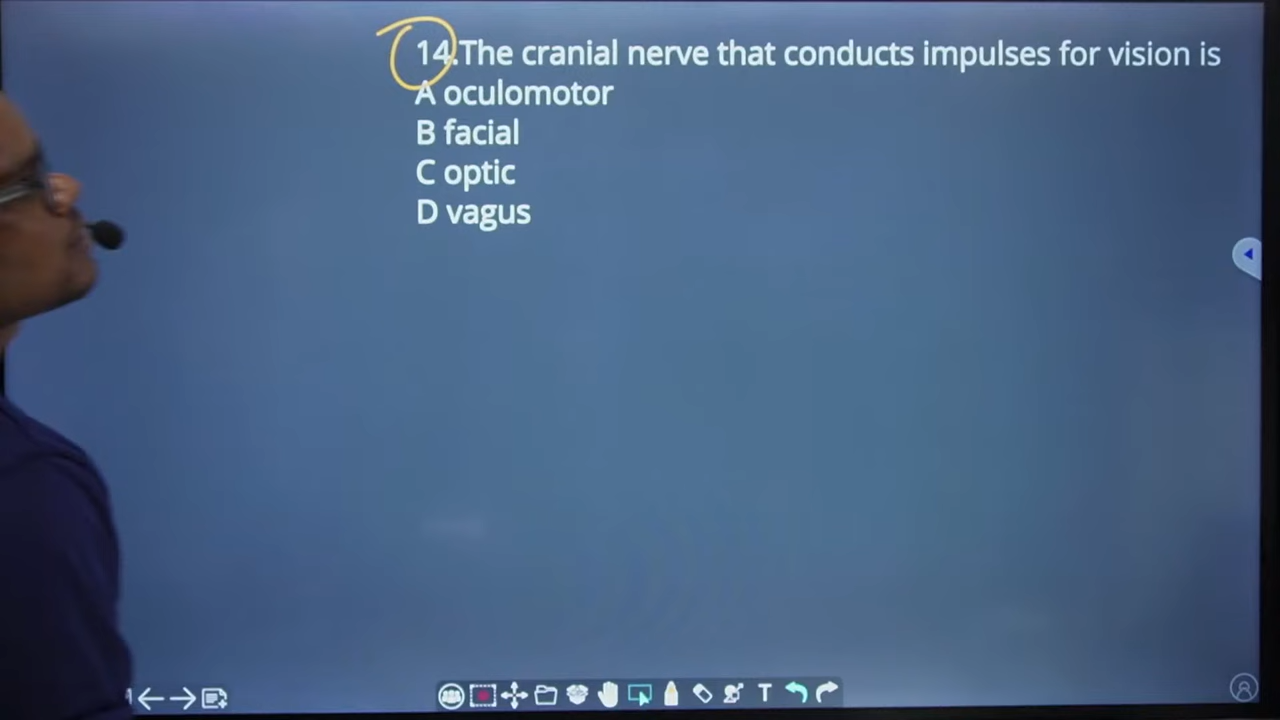 14.The cranial nerve that conducts impulses for vision is
A oculomotor
B facial
C optic
D vagus
T